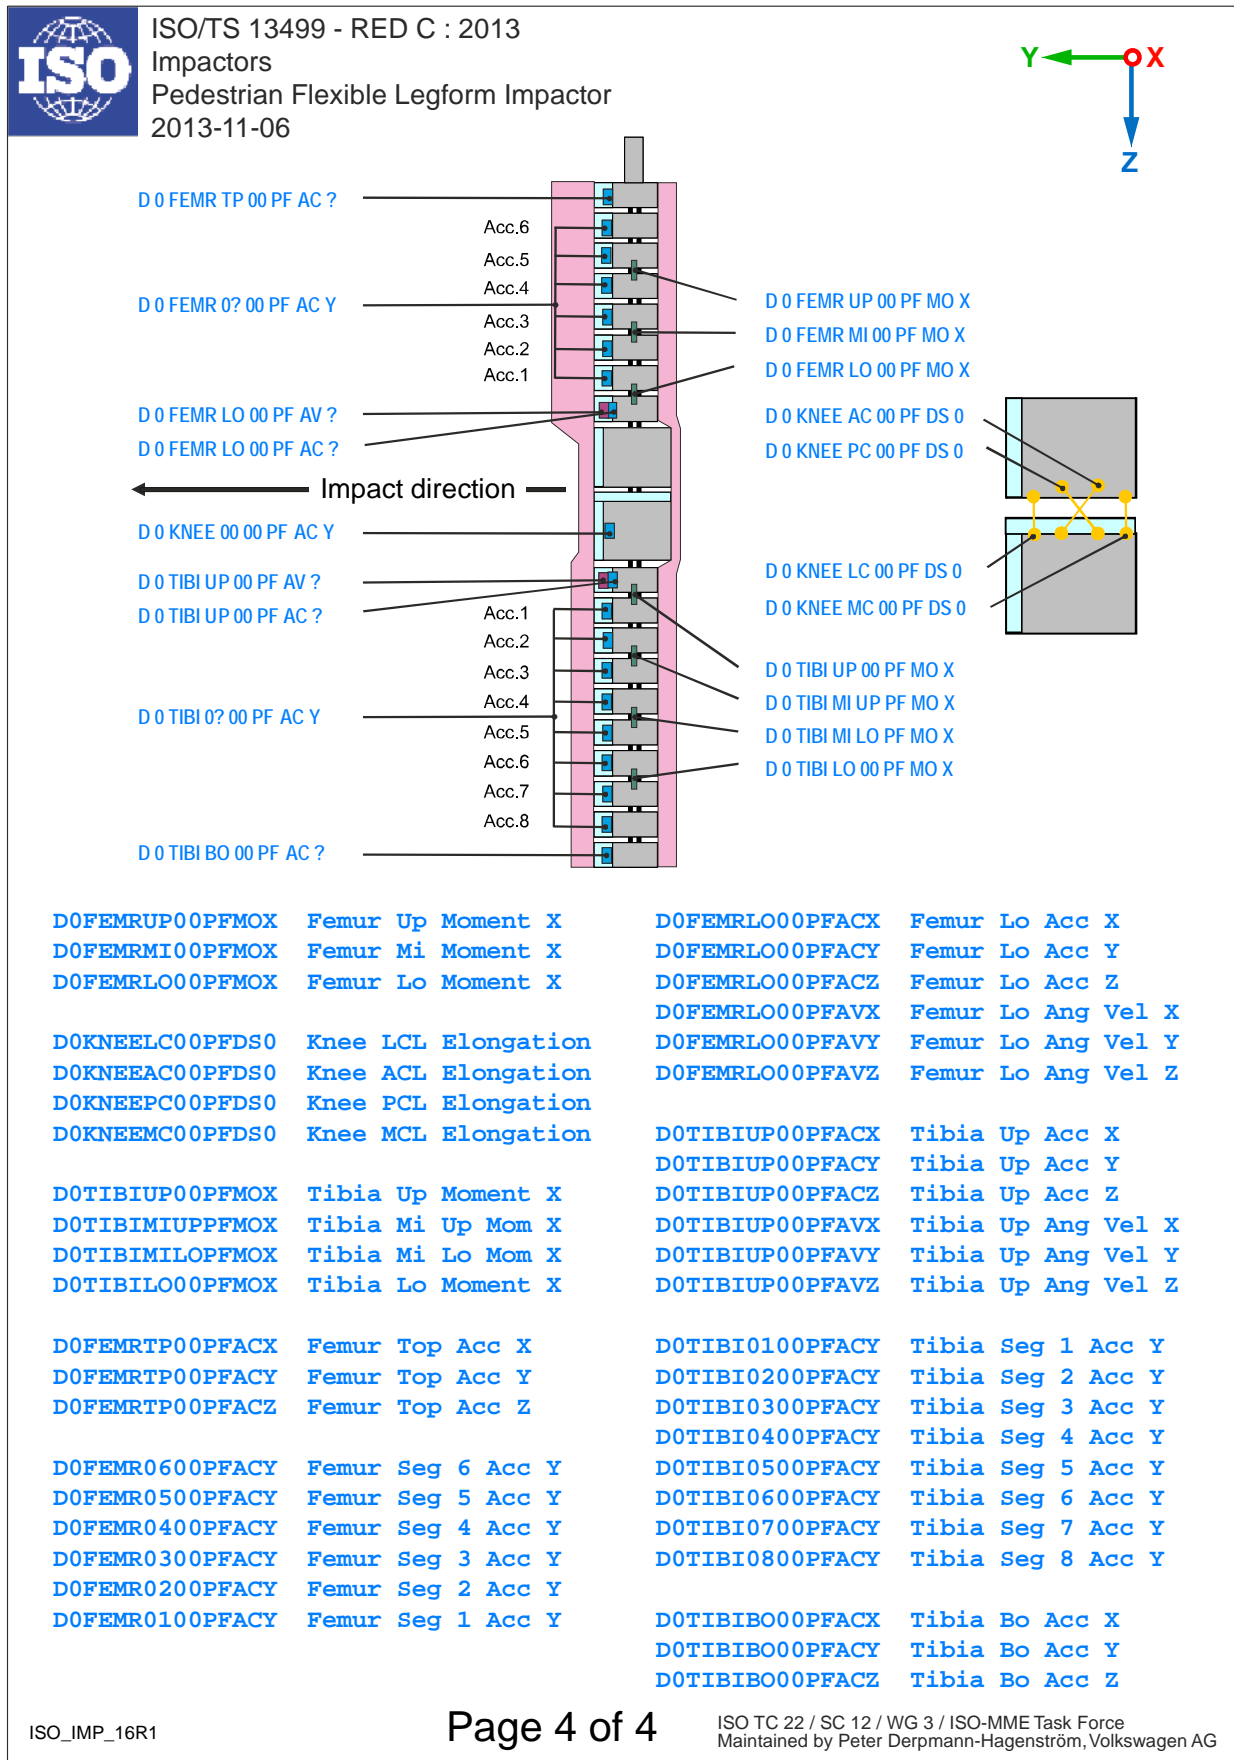 ISO
ISO/TS 13499 - RED C : 2013
Impactors
Pedestrian Flexible Legform Impactor
2013-11-06
Y
X
Z
D 0 FEMR TP 00 PF AC ?
Acc.6
Acc.5
Acc.4
D 0 FEMR 0? 00 PF AC Y
Acc.3
Acc.2
Acc.1
D 0 FEMR LO 00 PF AV ?
D 0 FEMR LO 00 PF AC ?
Impact direction
D 0 KNEE 00 00 PF AC Y
D 0 TIBI UP 00 PF AV ?
D 0 TIBI UP 00 PF AC ?
Acc.1
Acc.2
Acc.3
Acc.4
D 0 TIBI 0? 00 PF AC Y
Acc.5
Acc.6
Acc.7
Acc.8
D 0 TIBI BO 00 PF AC ?
D 0 FEMR UP 00 PF MO X
D 0 FEMR MI 00 PF MO X
D 0 FEMR LO 00 PF MO X
D 0 KNEE AC 00 PF DS 0
D 0 KNEE PC 00 PF DS 0
D 0 KNEE LC 00 PF DS 0
D 0 KNEE MC 00 PF DS 0
D 0 TIBI UP 00 PF MO X
D 0 TIBI MI UP PF MO X
D 0 TIBI MI LO PF MO X
D 0 TIBI LO 00 PF MO X
D0FEMRUP00PFMOX Femur Up Moment X
D0FEMRMI00PFMOX Femur Mi Moment X
D0FEMRLO00PFMOX Femur Lo Moment X
D0KNEELC00PFDS0 Knee LCL Elongation
D0KNEEAC00PFDS0 Knee ACL Elongation
D0KNEEPC00PFDS0 Knee PCL Elongation
D0KNEEMC00PFDS0 Knee MCL Elongation
D0TIBIUP00PFMOX Tibia Up Moment X
D0TIBIMIUPPFMOX Tibia Mi Up Mom X
D0TIBIMILOPFMOX Tibia Mi Lo Mom X
D0TIBILO00PFMOX Tibia Lo Moment X
D0FEMRTP00PFACX Femur Top Acc X
D0FEMRTP00PFACY Femur Top Acc Y
D0FEMRTP00PFACZ Femur Top Acc Z
D0FEMR0600PFACY Femur Seg 6 Acc Y
D0FEMR0500PFACY Femur Seg 5 Acc Y
D0FEMR0400PFACY Femur Seg 4 Acc Y
D0FEMR0300PFACY Femur Seg 3 Acc Y
D0FEMR0200PFACY Femur Seg 2 Acc Y
D0FEMR0100PFACY Femur Seg 1 Acc Y
D0FEMRLO00PFACX Femur Lo Acc X
D0FEMRLO00PFACY Femur Lo Acc Y
D0FEMRLO00PFACZ Femur Lo Acc Z
D0FEMRLO00PFAVX Femur Lo Ang Vel X
D0FEMRLO00PFAVY Femur Lo Ang Vel Y
D0FEMRLO00PFAVZ Femur Lo Ang Vel Z
D0TIBIUP00PFACX Tibia Up Acc X
D0TIBIUP00PFACY Tibia Up Acc Y
D0TIBIUP00PFACZ Tibia Up Acc Z
D0TIBIUP00PFAVX Tibia Up Ang Vel X
D0TIBIUP00PFAVY Tibia Up Ang Vel Y
D0TIBIUP00PFAVZ Tibia Up Ang Vel Z
D0TIBI0100PFACY Tibia Seg 1 Acc Y
D0TIBI0200PFACY Tibia Seg 2 Acc Y
D0TIBI0300PFACY Tibia Seg 3 Acc Y
D0TIBI0400PFACY Tibia Seg 4 Acc Y
D0TIBI0500PFACY Tibia Seg 5 Acc Y
D0TIBI0600PFACY Tibia Seg 6 Acc Y
D0TIBI0700PFACY Tibia Seg 7 Acc Y
D0TIBI0800PFACY Tibia Seg 8 Acc Y
D0TIBIBO00PFACX Tibia Bo Acc X
D0TIBIBO00PFACY Tibia Bo Acc Y
D0TIBIBO00PFACZ Tibia Bo Acc Z
ISO_IMP_16R1
Page 4 of 4
ISO TC 22 / SC 12 / WG 3 / ISO-MME Task Force
Maintained by Peter Derpmann-Hagenström, Volkswagen AG